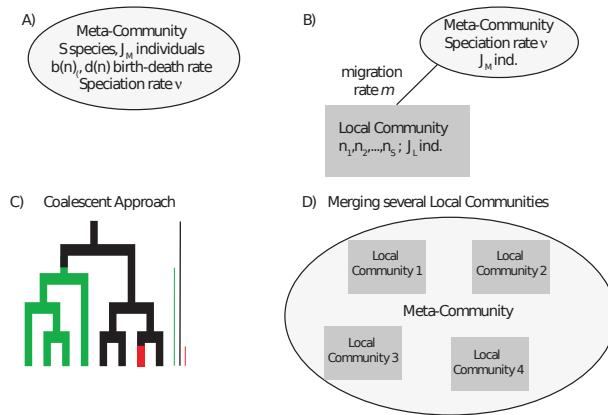 A)
Meta-Community
S species, J_M individuals
b(n), d(n) birth-death rate
Speciation rate ν
B)
Meta-Community
Speciation rate ν
J_M ind.
migration
rate m
Local Community
n_1,n_2,...,n_S ; J_L ind.
C) Coalescent Approach
D) Merging several Local Communities
Local
Community 1
Local
Community 2
Meta-Community
Local
Community 3
Local
Community 4